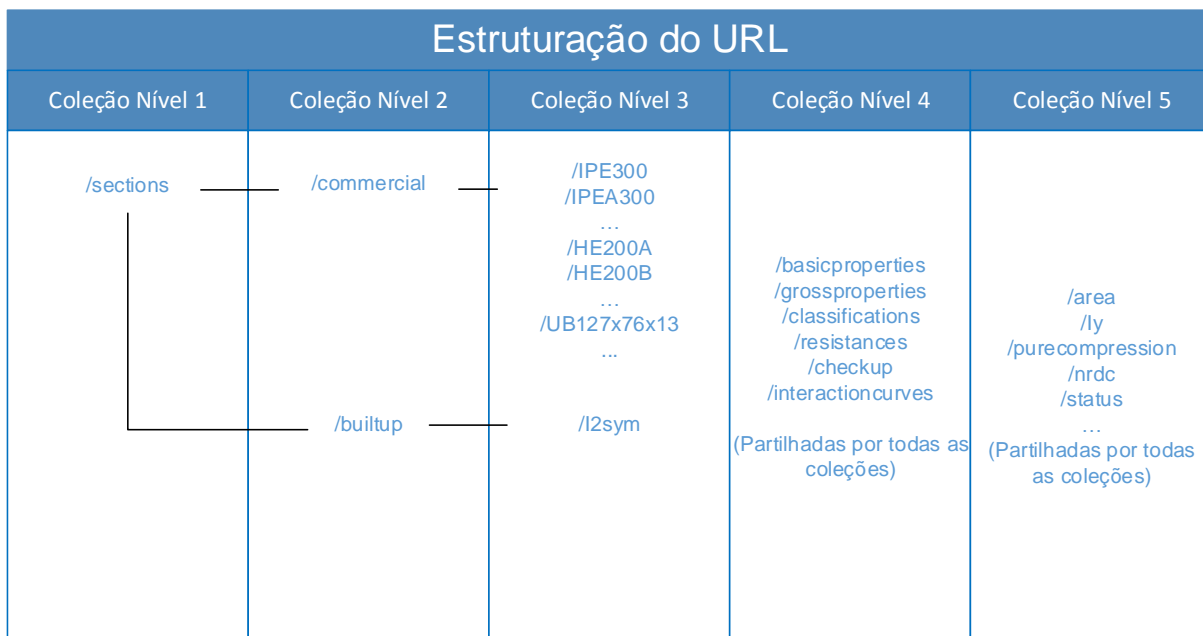 Estruturação do URL
Coleção Nível 1
Coleção Nível 2
Coleção Nível 3
Coleção Nível 4
Coleção Nível 5
/sections
/commercial
/IPE300
/IPEA300
...
/HE200A
/HE200B
...
/UB127x76x13
...
/builtup
/I2sym
/basicproperties
/grossproperties
/classifications
/resistances
/checkup
/interactioncurves
(Partilhadas por todas as
coleções)
/area
/Iy
/purecompression
/nrdc
/status
...
(Partilhadas por todas
as coleções)